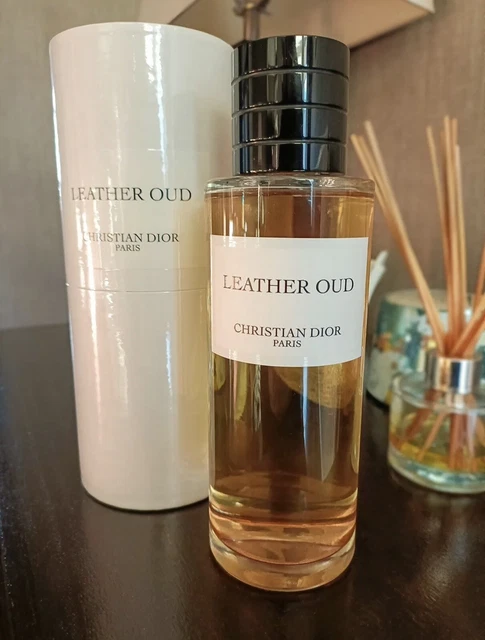 LEATHER OUD
CHRISTIAN DIOR
PARIS
LEATHER OUD
CHRISTIAN DIOR
PARIS